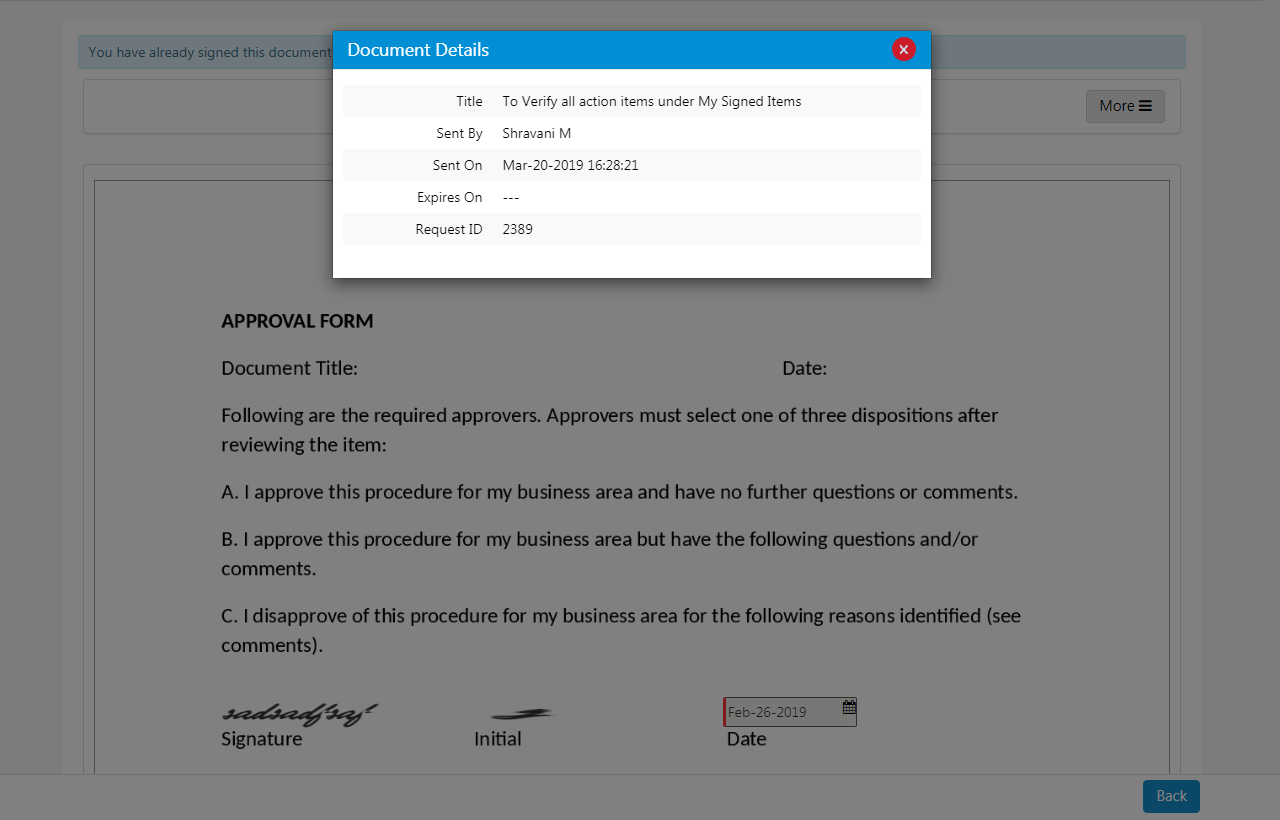 You have already signed this document
Document Details
More
Title To Verify all action items under My Signed Items
Sent By Shravani M
Sent On Mar-20-2019 16:28:21
Expires On ---
Request ID 2389
APPROVAL FORM
Document Title: Date:
Following are the required approvers. Approvers must select one of three dispositions after
reviewing the item:
A. I approve this procedure for my business area and have no further questions or comments.
B. I approve this procedure for my business area but have the following questions and/or
comments.
C. I disapprove of this procedure for my business area for the following reasons identified (see
comments).
Feb-26-2019
Signature Initial Date
Back